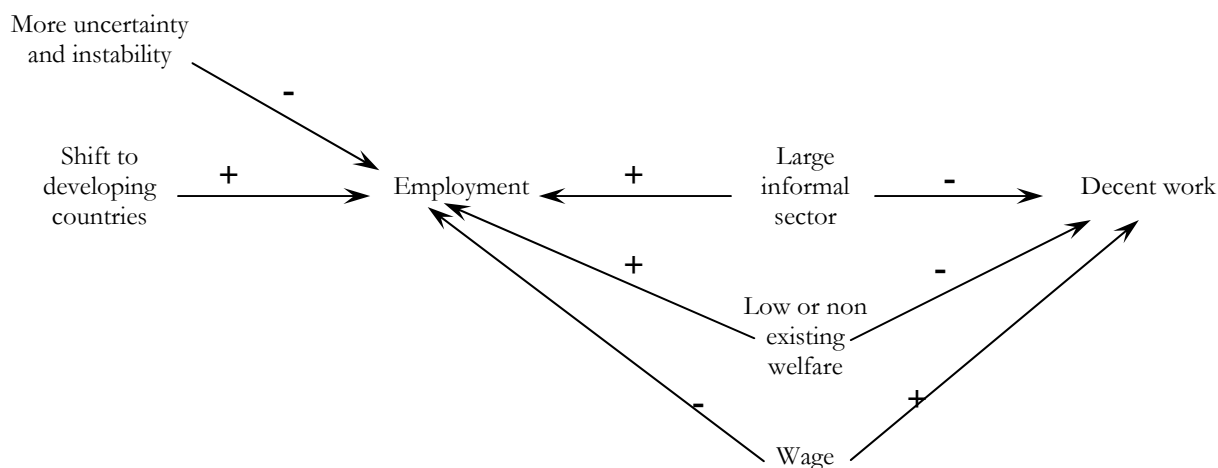 More uncertainty
and instability
-
Shift to
developing
countries
+
Employment
+
Large
informal
sector
-
Decent work
+
-
Low or non
existing
welfare
-
+
Wage